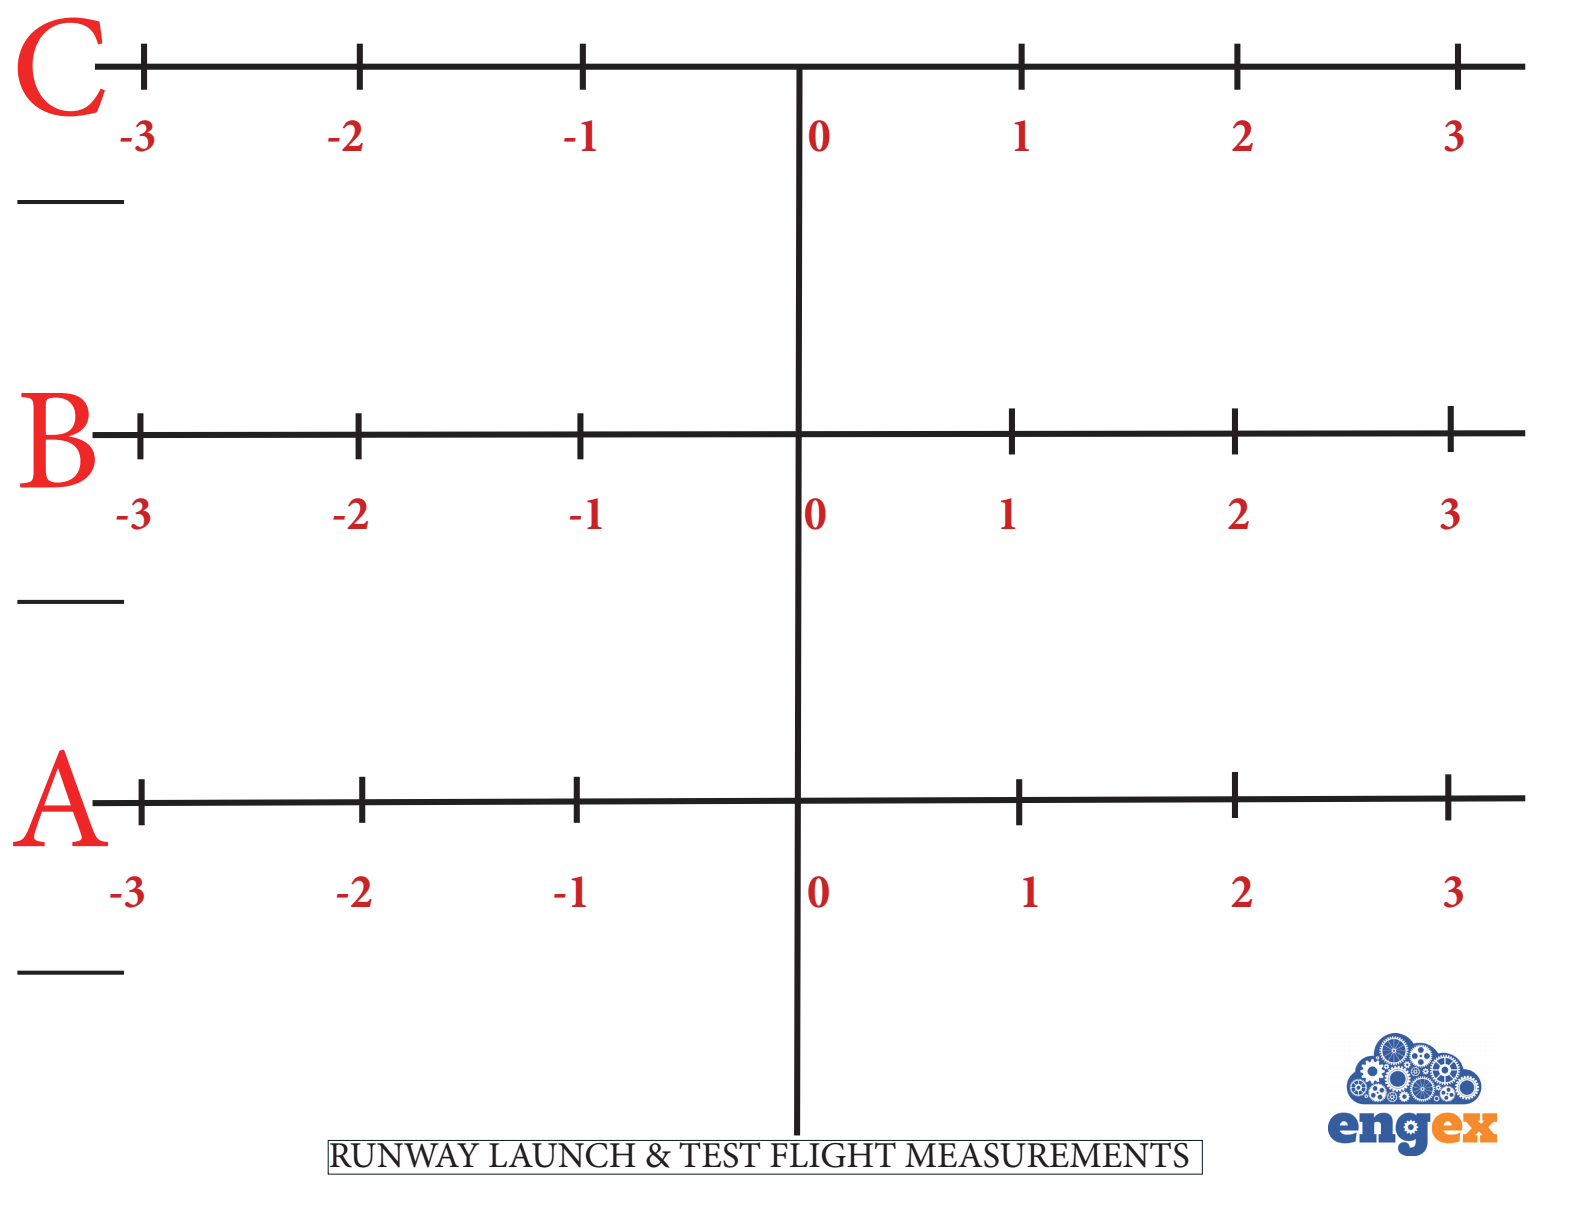 C
-3 -2 -1 0 1 2 3
B
-3 -2 -1 0 1 2 3
A
-3 -2 -1 0 1 2 3
engex
RUNWAY LAUNCH & TEST FLIGHT MEASUREMENTS